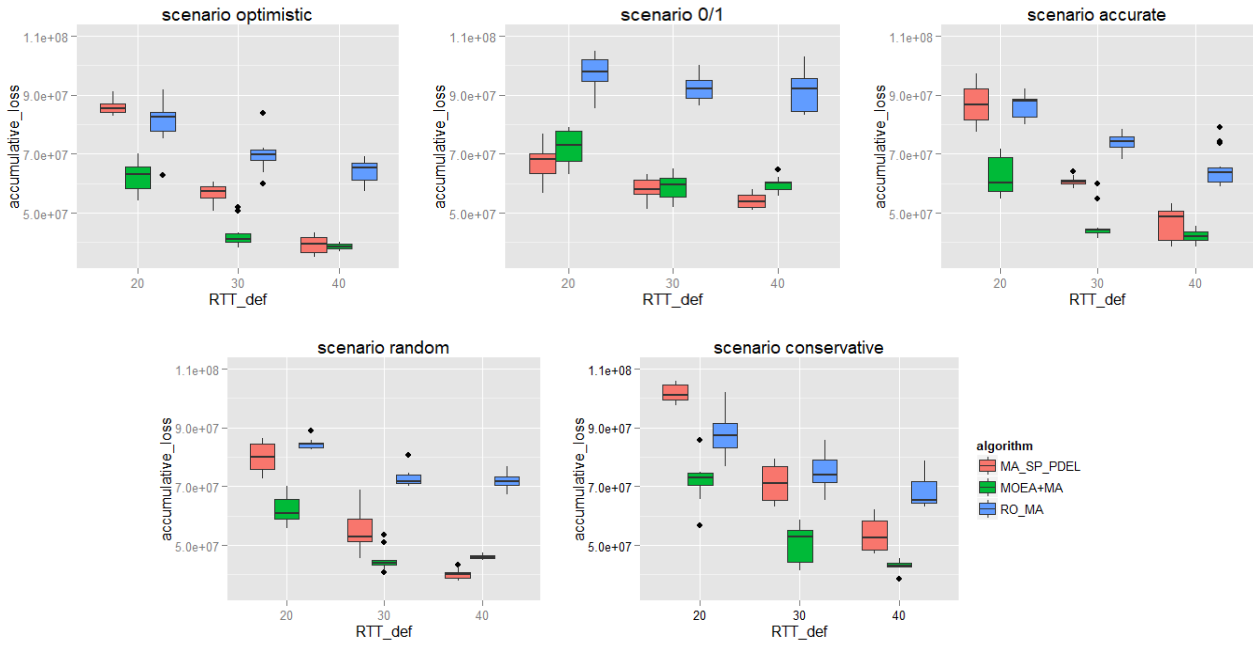 scenario optimistic
1.1e+08
9.0e+07
7.0e+07
5.0e+07
accumulative_loss
20
30
40
RTT_def
scenario 0/1
1.1e+08
9.0e+07
7.0e+07
5.0e+07
accumulative_loss
20
30
40
RTT_def
scenario accurate
1.1e+08
9.0e+07
7.0e+07
5.0e+07
accumulative_loss
20
30
40
RTT_def
scenario random
1.1e+08
9.0e+07
7.0e+07
5.0e+07
accumulative_loss
20
30
40
RTT_def
scenario conservative
1.1e+08
9.0e+07
7.0e+07
5.0e+07
accumulative_loss
20
30
40
RTT_def
algorithm
MA_SP_PDEL
MOEA+MA
RO_MA